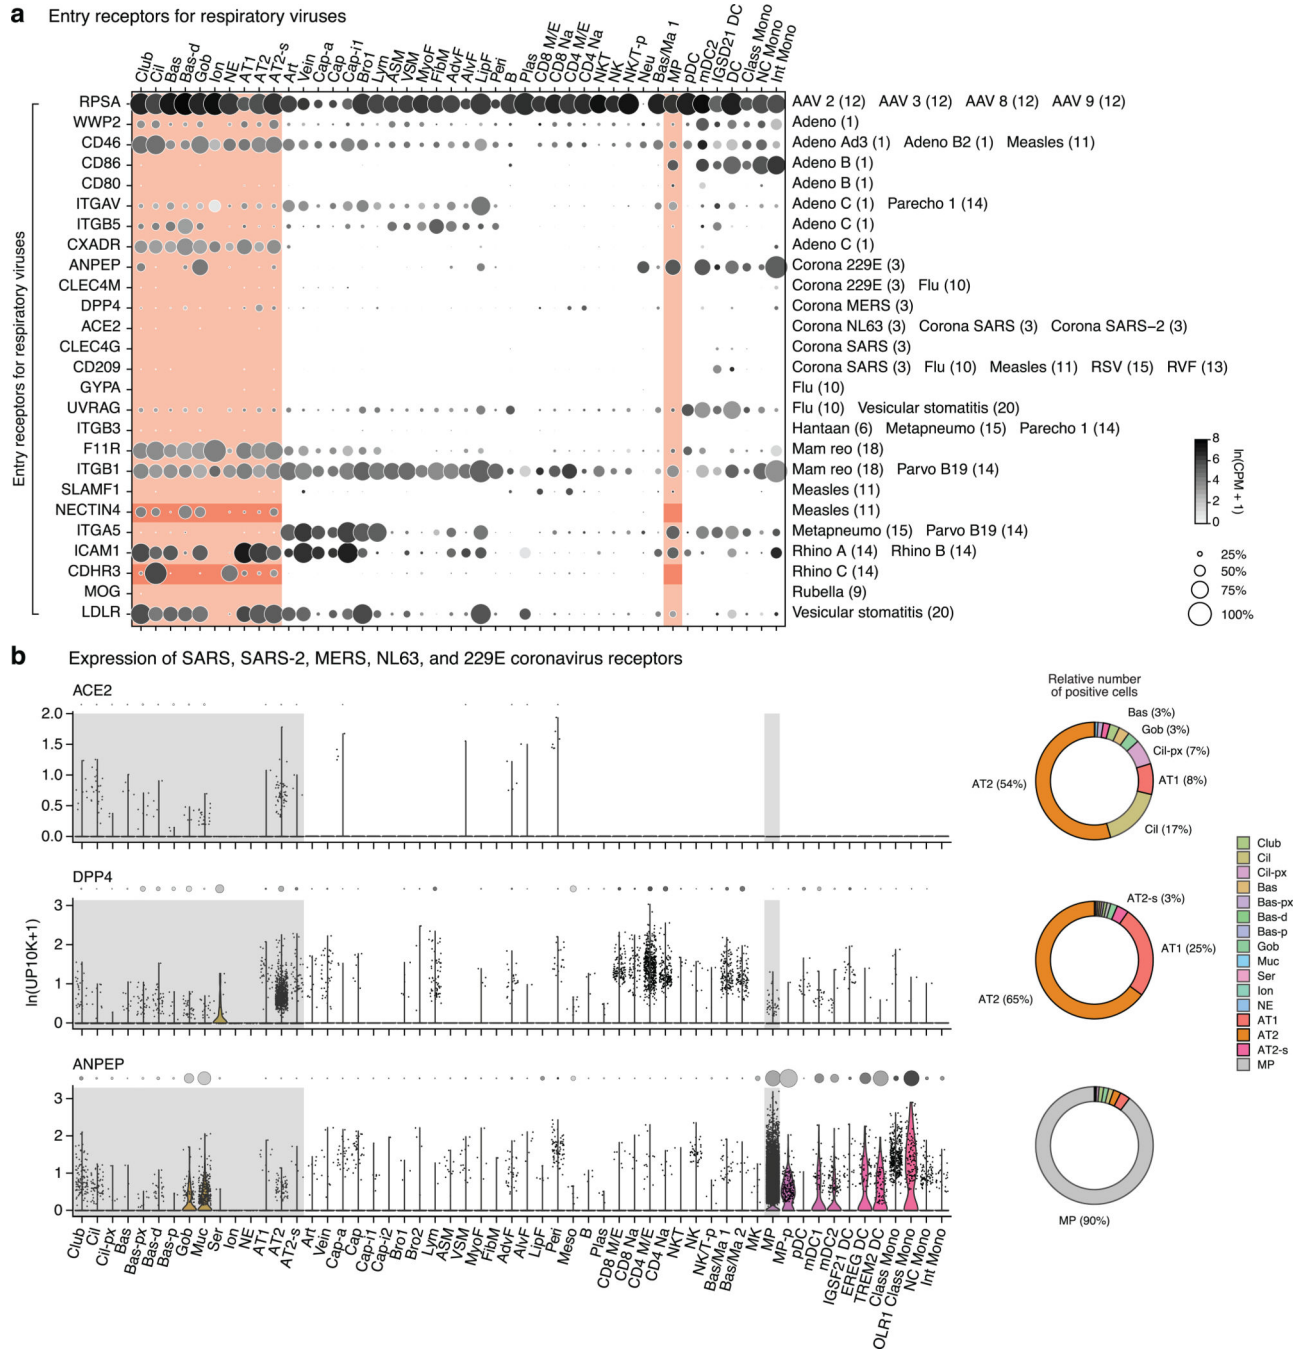 a Entry receptors for respiratory viruses
Club Cil Bas Bas-d Gob Ion NE AT1 AT2 AT2-s Art Vein Cap-a Cap Cap-i1 Bro1 Lym ASM VSM MyoF FibM AdvF AlvF LipF Peri B Plas CD8 M/E CD8 Na CD4 M/E CD4 Na NKT NK NK/T-p Neu Bas/Ma 1 MP pDC mDC2 IGSD21 DC DC Class Mono NC Mono Int Mono
Entry receptors for respiratory viruses
RPSA AAV 2 (12) AAV 3 (12) AAV 8 (12) AAV 9 (12)
WWP2 Adeno (1)
CD46 Adeno Ad3 (1) Adeno B2 (1) Measles (11)
CD86 Adeno B (1)
CD80 Adeno B (1)
ITGAV Adeno C (1) Parecho 1 (14)
ITGB5 Adeno C (1)
CXADR Adeno C (1)
ANPEP Corona 229E (3)
CLEC4M Corona 229E (3) Flu (10)
DPP4 Corona MERS (3)
ACE2 Corona NL63 (3) Corona SARS (3) Corona SARS−2 (3)
CLEC4G Corona SARS (3)
CD209 Corona SARS (3) Flu (10) Measles (11) RSV (15) RVF (13)
GYPA Flu (10)
UVRAG Flu (10) Vesicular stomatitis (20)
ITGB3 Hantaan (6) Metapneumo (15) Parecho 1 (14)
F11R Mam reo (18)
ITGB1 Mam reo (18) Parvo B19 (14)
SLAMF1 Measles (11)
NECTIN4 Measles (11)
ITGA5 Metapneumo (15) Parvo B19 (14)
ICAM1 Rhino A (14) Rhino B (14)
CDHR3 Rhino C (14)
MOG Rubella (9)
LDLR Vesicular stomatitis (20)
8
6
4
2
0
ln(CPM + 1)
25%
50%
75%
100%
b Expression of SARS, SARS-2, MERS, NL63, and 229E coronavirus receptors
ACE2
2.0
1.5
1.0
0.5
0.0
DPP4
3
2
1
0
ln(UP10K+1)
ANPEP
3
2
1
0
Club Cil Cil-px Bas Bas-px Bas-d Bas-p Gob Muc Ser Ion NE AT1 AT2 AT2-s Art Vein Cap-a Cap Cap-i1 Cap-i2 Bro1 Bro2 Lym ASM VSM MyoF FibM AdvF AlvF LipF Peri Meso B Plas CD8 M/E CD8 Na CD4 M/E CD4 Na NKT NK NK/T-p Bas/Ma 1 Bas/Ma 2 MK MP MP-p pDC mDC1 mDC2 IGSF21 DC EREG DC TREM2 DC Class Mono OLR1 Class Mono NC Mono Int Mono
Relative number
of positive cells
Bas (3%)
Gob (3%)
Cil-px (7%)
AT1 (8%)
AT2 (54%)
Cil (17%)
AT2-s (3%)
AT1 (25%)
AT2 (65%)
MP (90%)
Club
Cil
Cil-px
Bas
Bas-px
Bas-d
Bas-p
Gob
Muc
Ser
Ion
NE
AT1
AT2
AT2-s
MP